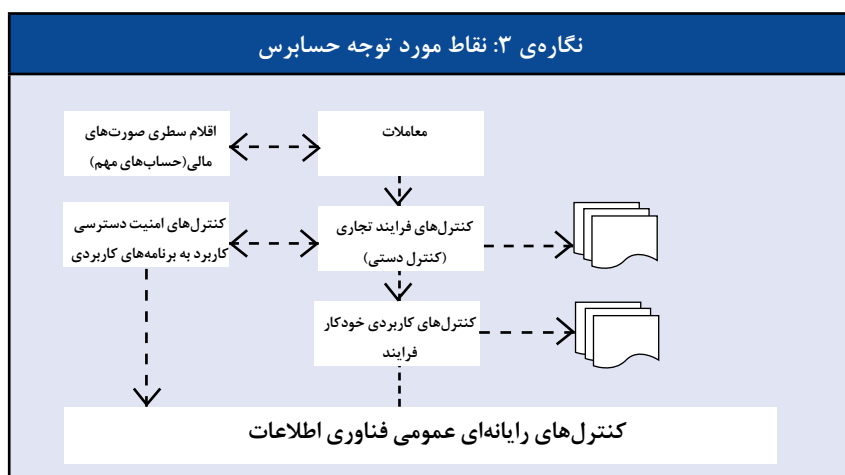 نگاره‌ی ۳: نقاط مورد توجه حسابرس
معاملات
اقلام سطری صورت‌های
مالی(حساب‌های مهم)
کنترل‌های فرایند تجاری
(کنترل دستی)
کنترل‌های امنیت دسترسی
کاربرد به برنامه‌های کاربردی
کنترل‌های کاربردی خودکار
فرایند
کنترل‌های رایانه‌ای عمومی فناوری اطلاعات